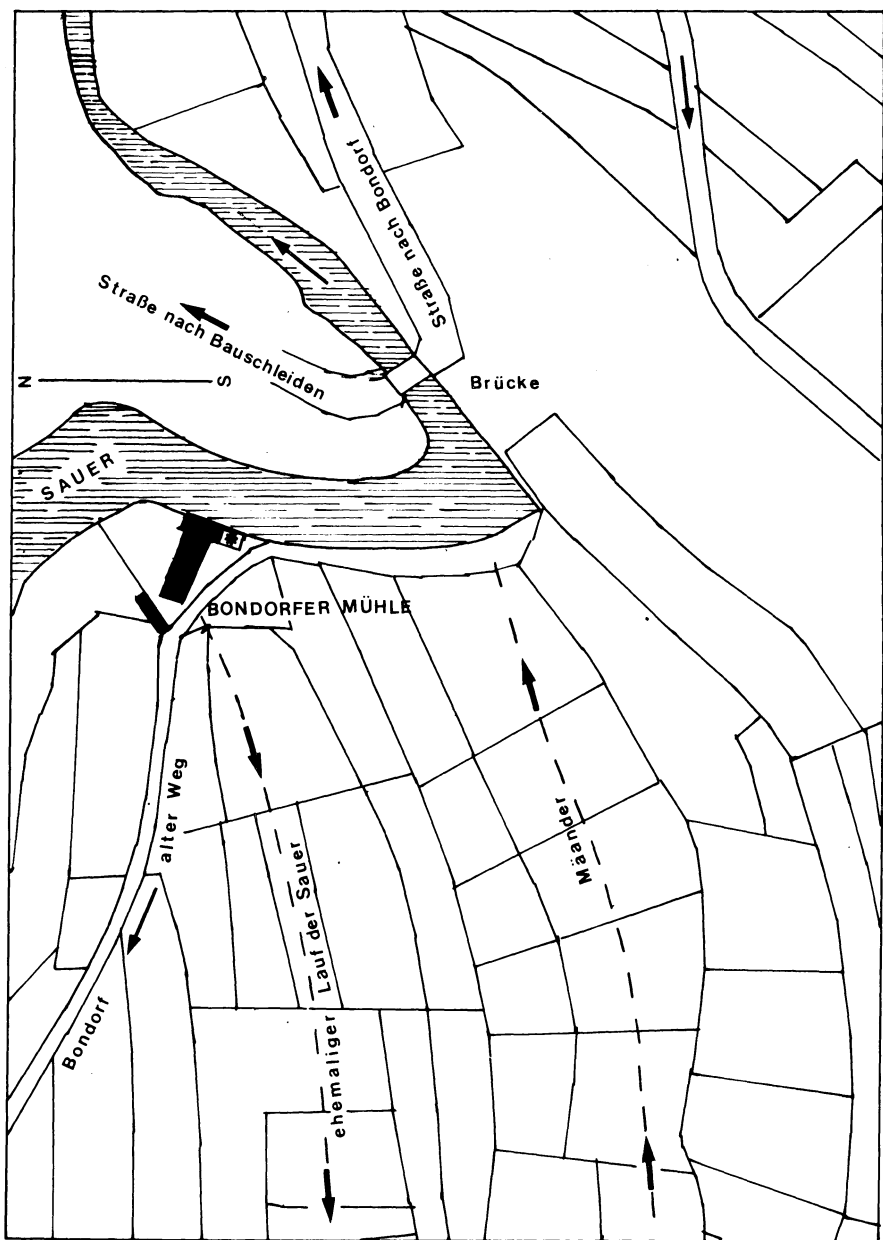 Straße nach Bondorf
Straße nach Bauschleiden
N S
Brücke
SAUER
BONDORFER MÜHLE
alter Weg
Mäander
ehemaliger Lauf der Sauer
Bondorf